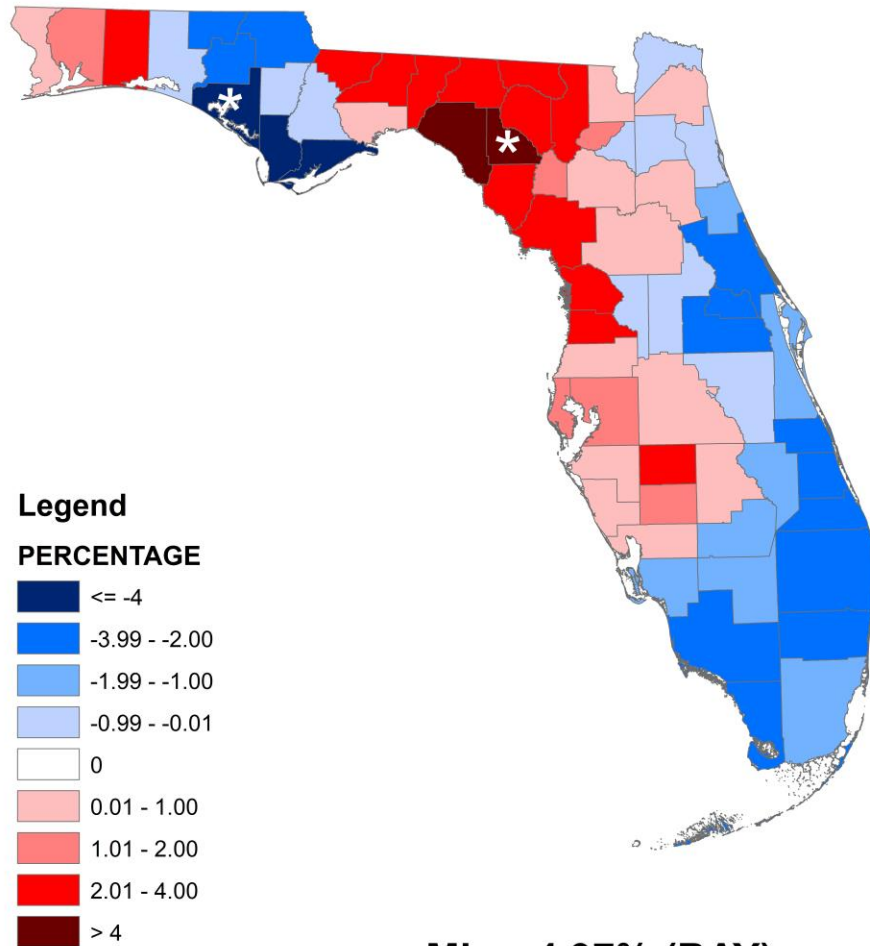 *
*
Legend
PERCENTAGE
<= -4
-3.99 - -2.00
-1.99 - -1.00
-0.99 - -0.01
0
0.01 - 1.00
1.01 - 2.00
2.01 - 4.00
> 4